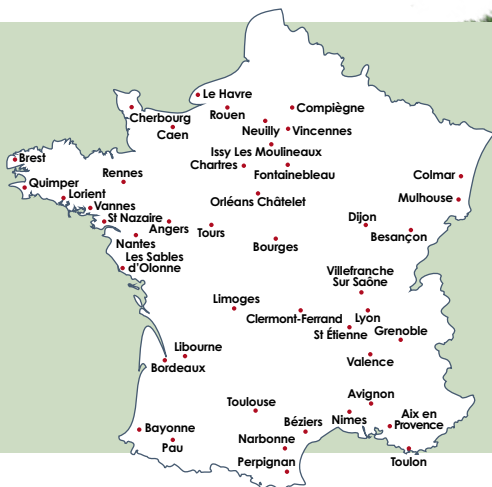 Le Havre
Compiègne
Rouen
Cherbourg
Caen
Neuilly
Vincennes
Issy Les Moulineaux
Brest
Chartres
Fontainebleau
Rennes
Colmar
Quimper
Lorient
Orléans Châtelet
Mulhouse
Vannes
St Nazaire
Angers
Tours
Dijon
Besançon
Nantes
Bourges
Les Sables
d'Olonne
Villefranche
Sur Saône
Limoges
Clermont-Ferrand
Lyon
St Étienne
Grenoble
Libourne
Bordeaux
Valence
Avignon
Toulouse
Nimes
Aix en
Provence
Béziers
Bayonne
Pau
Narbonne
Perpignan
Toulon